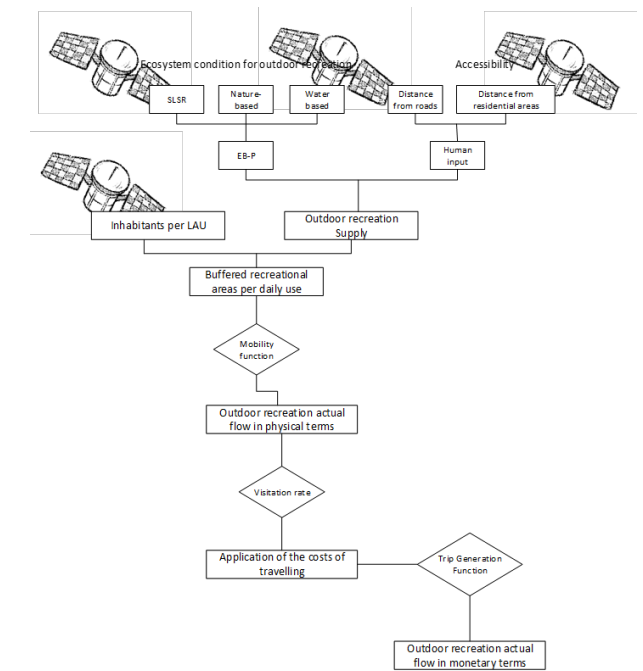 Ecosystem condition for outdoor recreation
Accessibility
SLSR
Nature-
based
Water
based
Distance
from roads
Distance from
residential areas
EB-P
Human
input
Inhabitants per LAU
Outdoor recreation
Supply
Buffered recreational
areas per daily use
Mobility
function
Outdoor recreation actual
flow in physical terms
Visitation rate
Application of the costs of
travelling
Trip Generation
Function
Outdoor recreation actual
flow in monetary terms